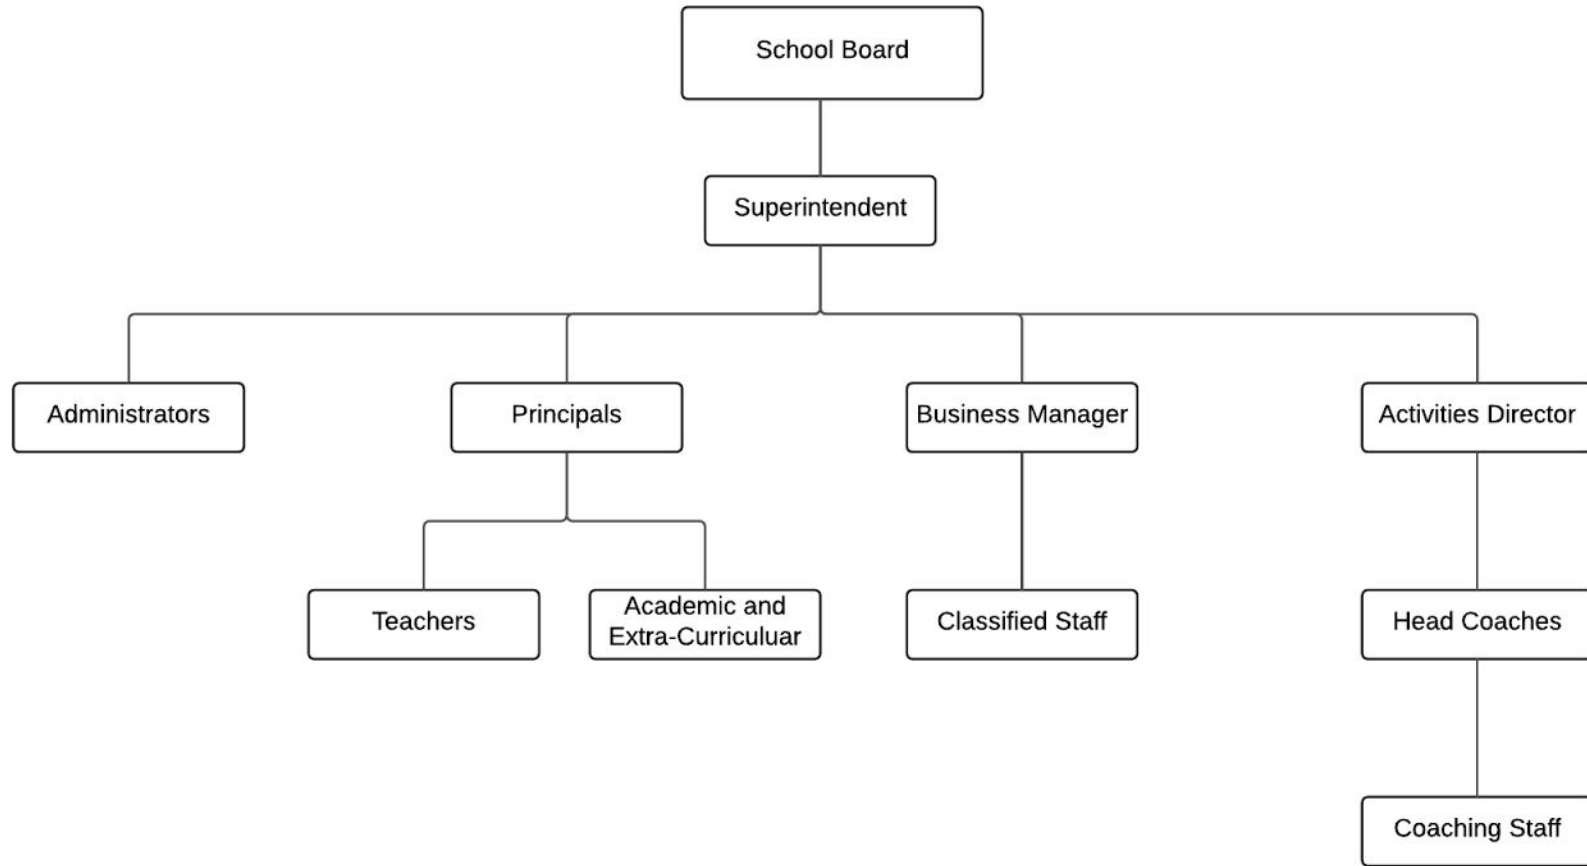 School Board
Superintendent
Administrators
Principals
Business Manager
Activities Director
Teachers
Academic and
Extra-Curriculuar
Classified Staff
Head Coaches
Coaching Staff